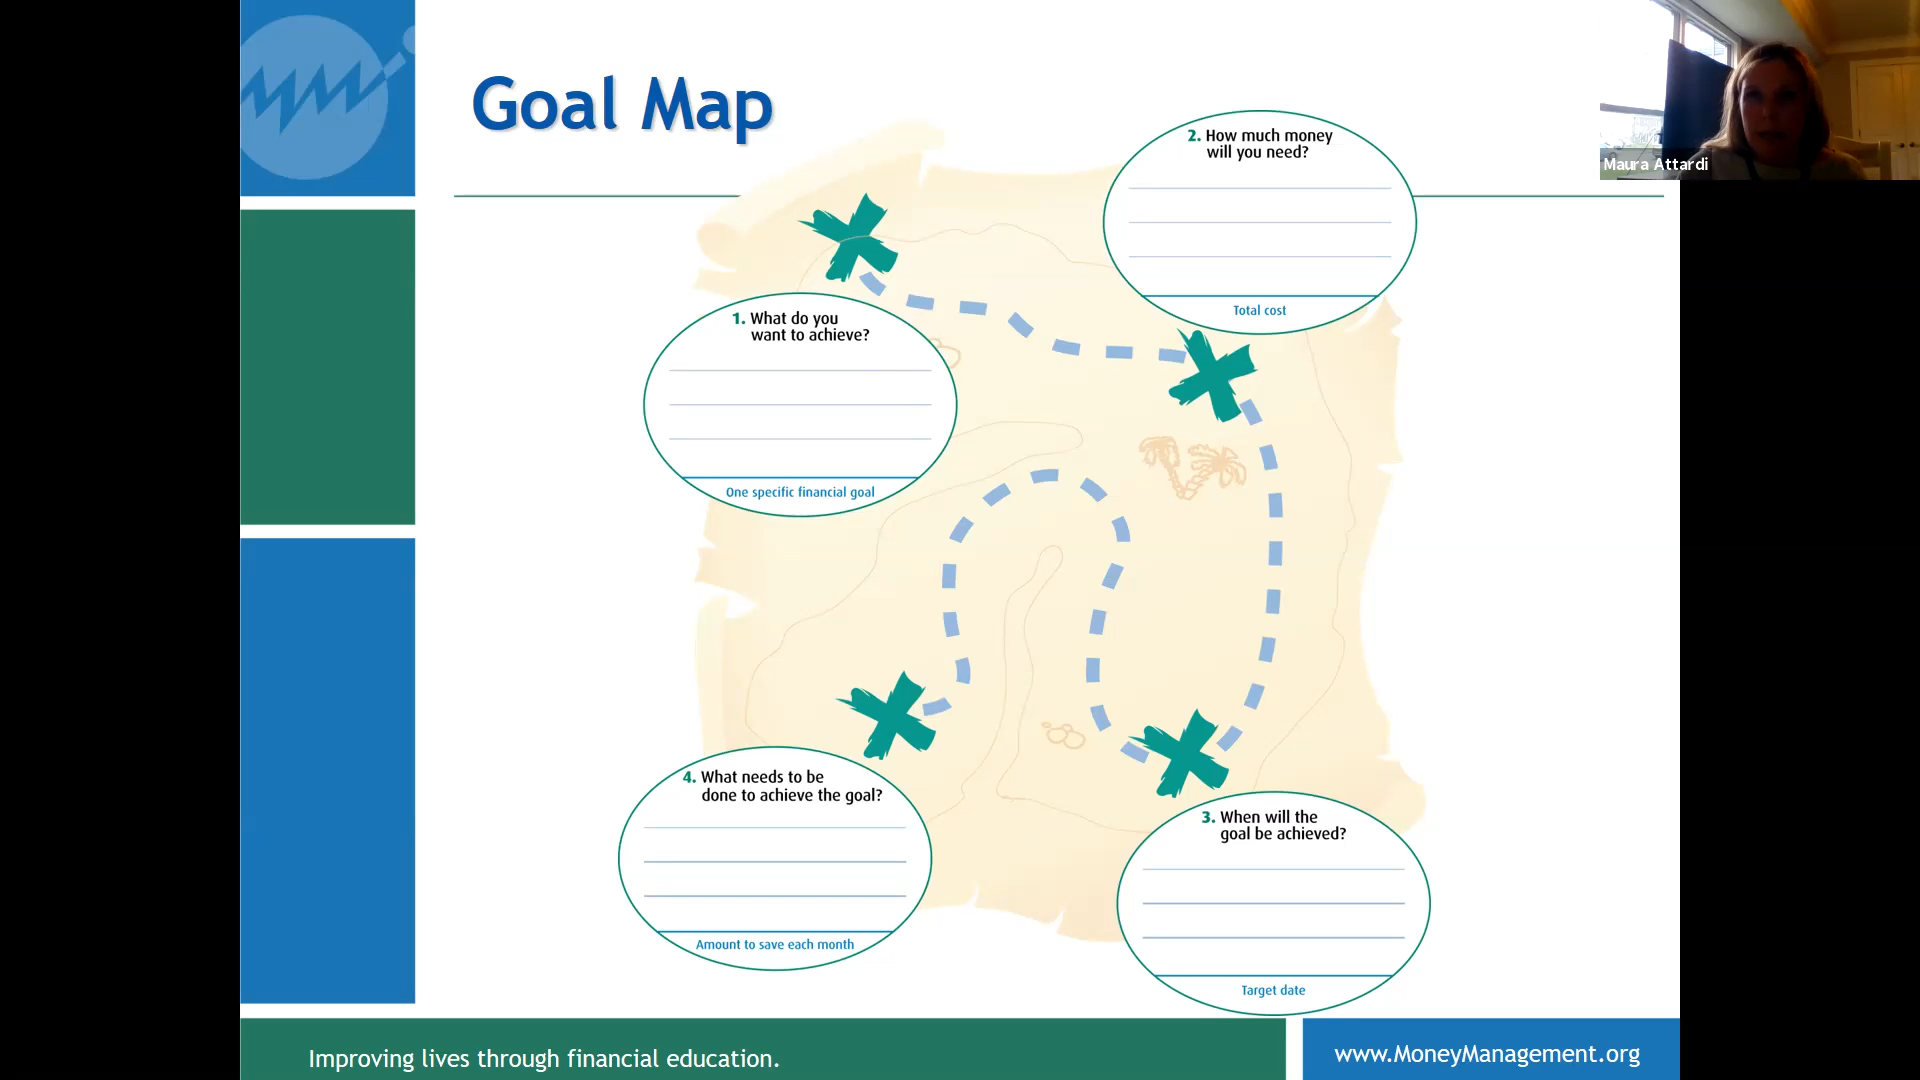 Goal Map
Maura Attardi
1. What do you
want to achieve?
One specific financial goal
2. How much money
will you need?
Total cost
3. When will the
goal be achieved?
Target date
4. What needs to be
done to achieve the goal?
Amount to save each month
Improving lives through financial education.
www.MoneyManagement.org